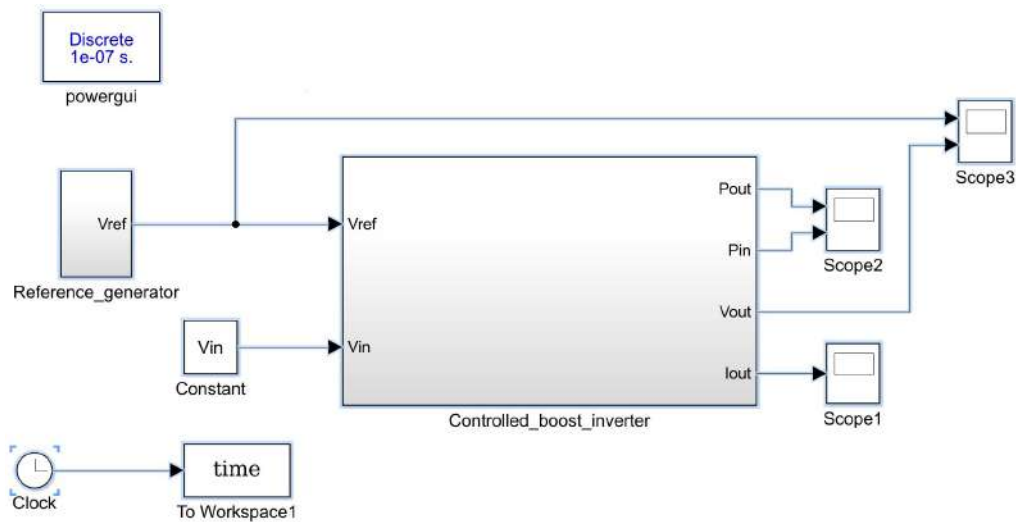 Discrete
1e-07 s.
powergui
Scope3
Vref
Reference_generator
Vref
Vin
Pout
Pin
Vout
Iout
Controlled_boost_inverter
Scope2
Vin
Constant
Scope1
Clock
time
To Workspace1